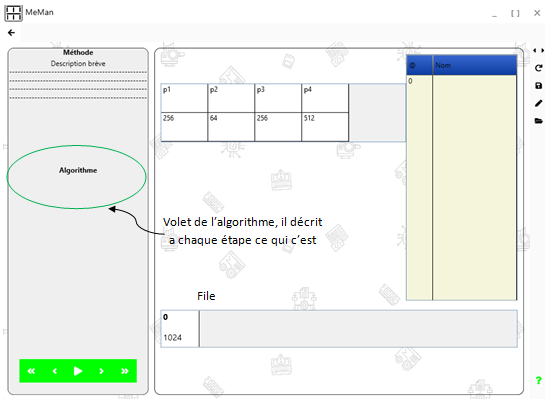 MeMan
Méthode
Description brève
Algorithme
Volet de l'algorithme, il décrit
a chaque étape ce qui c'est
p1 p2 p3 p4
256 64 256 512
@ Nom
0
File
0
1024
?